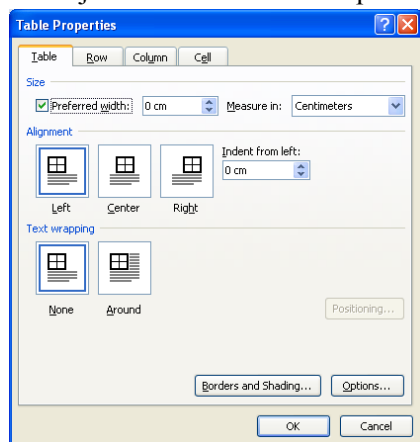 Table Properties
Table Row Column Cell
Size
Preferred width: 0 cm Measure in: Centimeters
Alignment
Indent from left:
0 cm
Left Center Right
Text wrapping
None Around Positioning...
Borders and Shading... Options...
OK Cancel